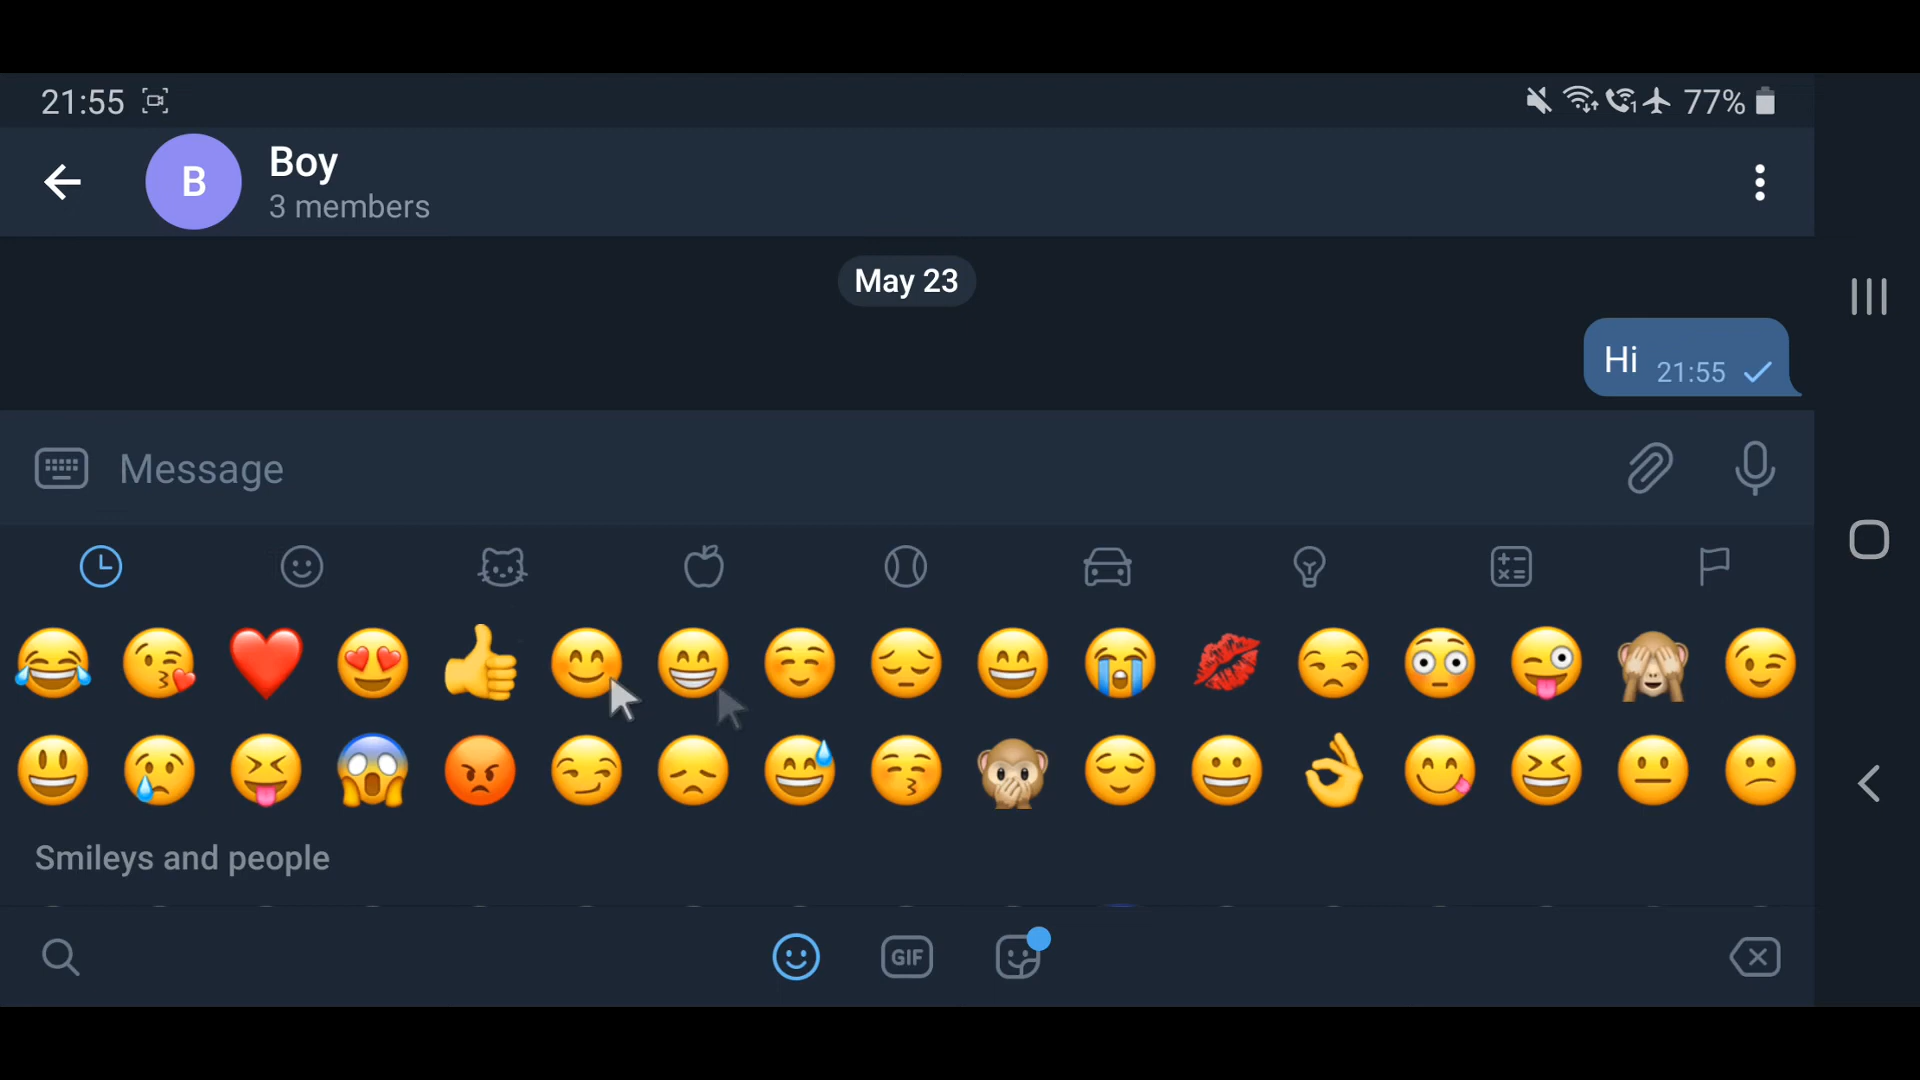 21:55
77%
B
Boy
3 members
May 23
Hi 21:55
Message
Smileys and people
GIF